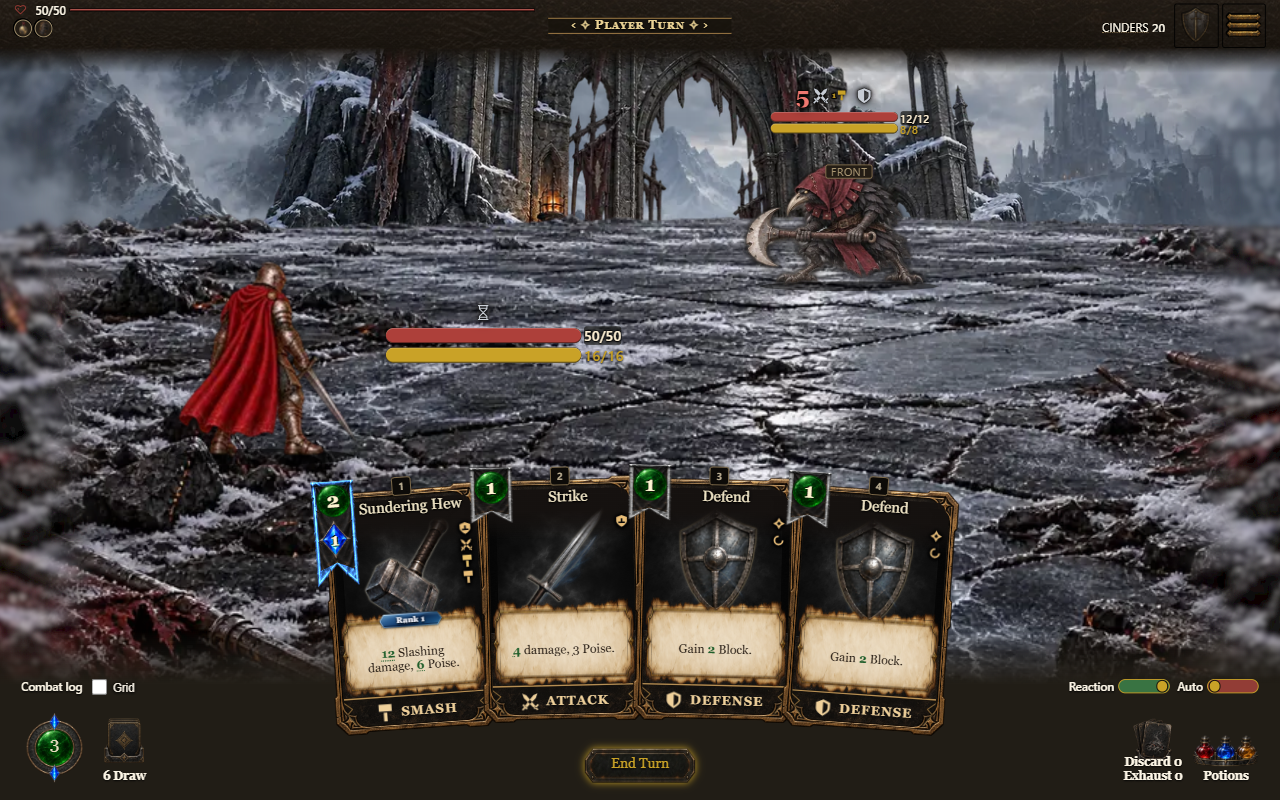 50/50
‹ ✧ PLAYER TURN ✧ ›
CINDERS 20
5 1
12/12
8/8
FRONT
50/50
16/16
1
2
3
4
2
1
Sundering Hew
Rank 1
12 Slashing
damage, 6 Poise.
SMASH
1
Strike
4 damage, 3 Poise.
ATTACK
1
Defend
Gain 2 Block.
DEFENSE
1
Defend
Gain 2 Block.
DEFENSE
Combat log
Grid
Reaction
Auto
3
6 Draw
End Turn
Discard 0
Exhaust 0
Potions